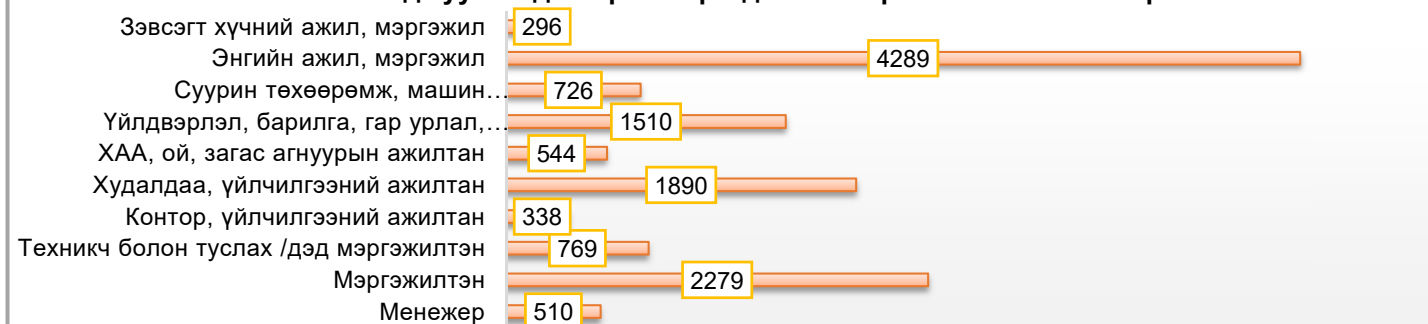 Зэвсэгт хүчний ажил, мэргэжил 296
Энгийн ажил, мэргэжил 4289
Суурин төхөөрөмж, машин… 726
Үйлдвэрлэл, барилга, гар урлал,… 1510
ХАА, ой, загас агнуурын ажилтан 544
Худалдаа, үйлчилгээний ажилтан 1890
Контор, үйлчилгээний ажилтан 338
Техникч болон туслах /дэд мэргэжилтэн 769
Мэргэжилтэн 2279
Менежер 510